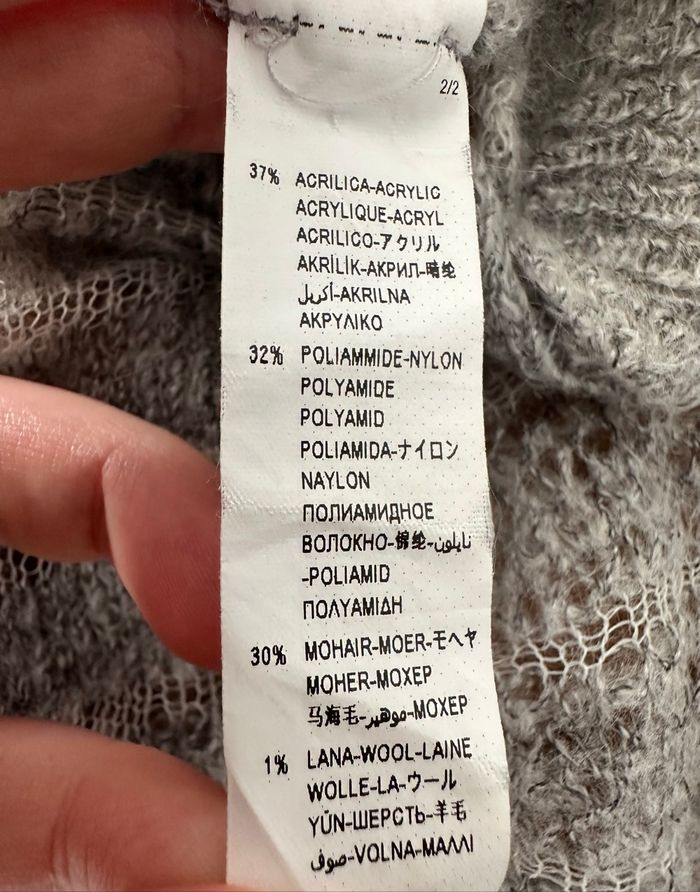 2/2
37% ACRILICA-ACRYLIC
ACRYLIQUE-ACRYL
ACRILICO-アクリル
AKRİLİK-АКРИЛ-腈纶
أكريل-AKRILNA
ΑΚΡΥΛΙΚΟ
32% POLIAMMIDE-NYLON
POLYAMIDE
POLYAMID
POLIAMIDA-ナイロン
NAYLON
ПОЛИАМИДНОЕ
ВОЛОКНО-锦纶-نايلون
-POLIAMID
ΠΟΛΥΑΜΙΔΗ
30% MOHAIR-MOER-モヘヤ
MOHER-МОХЕР
马海毛-موهير-ΜΟΧΕΡ
1% LANA-WOOL-LAINE
WOLLE-LA-ウール
YÜN-ШЕРСТЬ-羊毛
صوف-VOLNA-ΜΑΛΛΙ